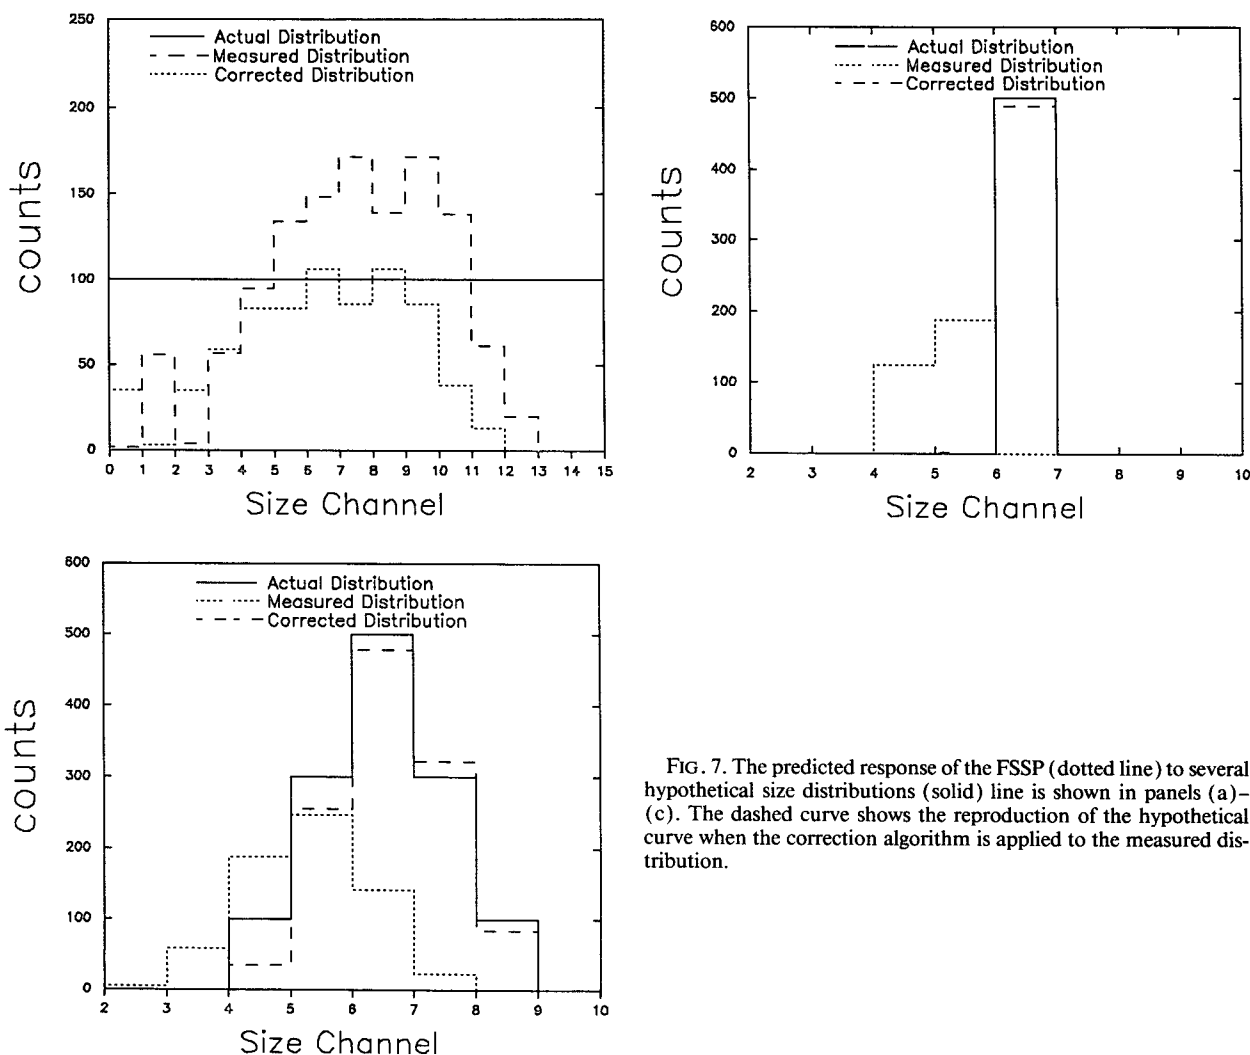 250
200
150
100
50
0
counts
Actual Distribution
Measured Distribution
Corrected Distribution
0 1 2 3 4 5 6 7 8 9 10 11 12 13 14 15
Size Channel
600
500
400
300
200
100
0
counts
Actual Distribution
Measured Distribution
Corrected Distribution
2 3 4 5 6 7 8 9 10
Size Channel
600
500
400
300
200
100
0
counts
Actual Distribution
Measured Distribution
Corrected Distribution
2 3 4 5 6 7 8 9 10
Size Channel
FIG. 7. The predicted response of the FSSP (dotted line) to several
hypothetical size distributions (solid) line is shown in panels (a)–
(c). The dashed curve shows the reproduction of the hypothetical
curve when the correction algorithm is applied to the measured dis-
tribution.